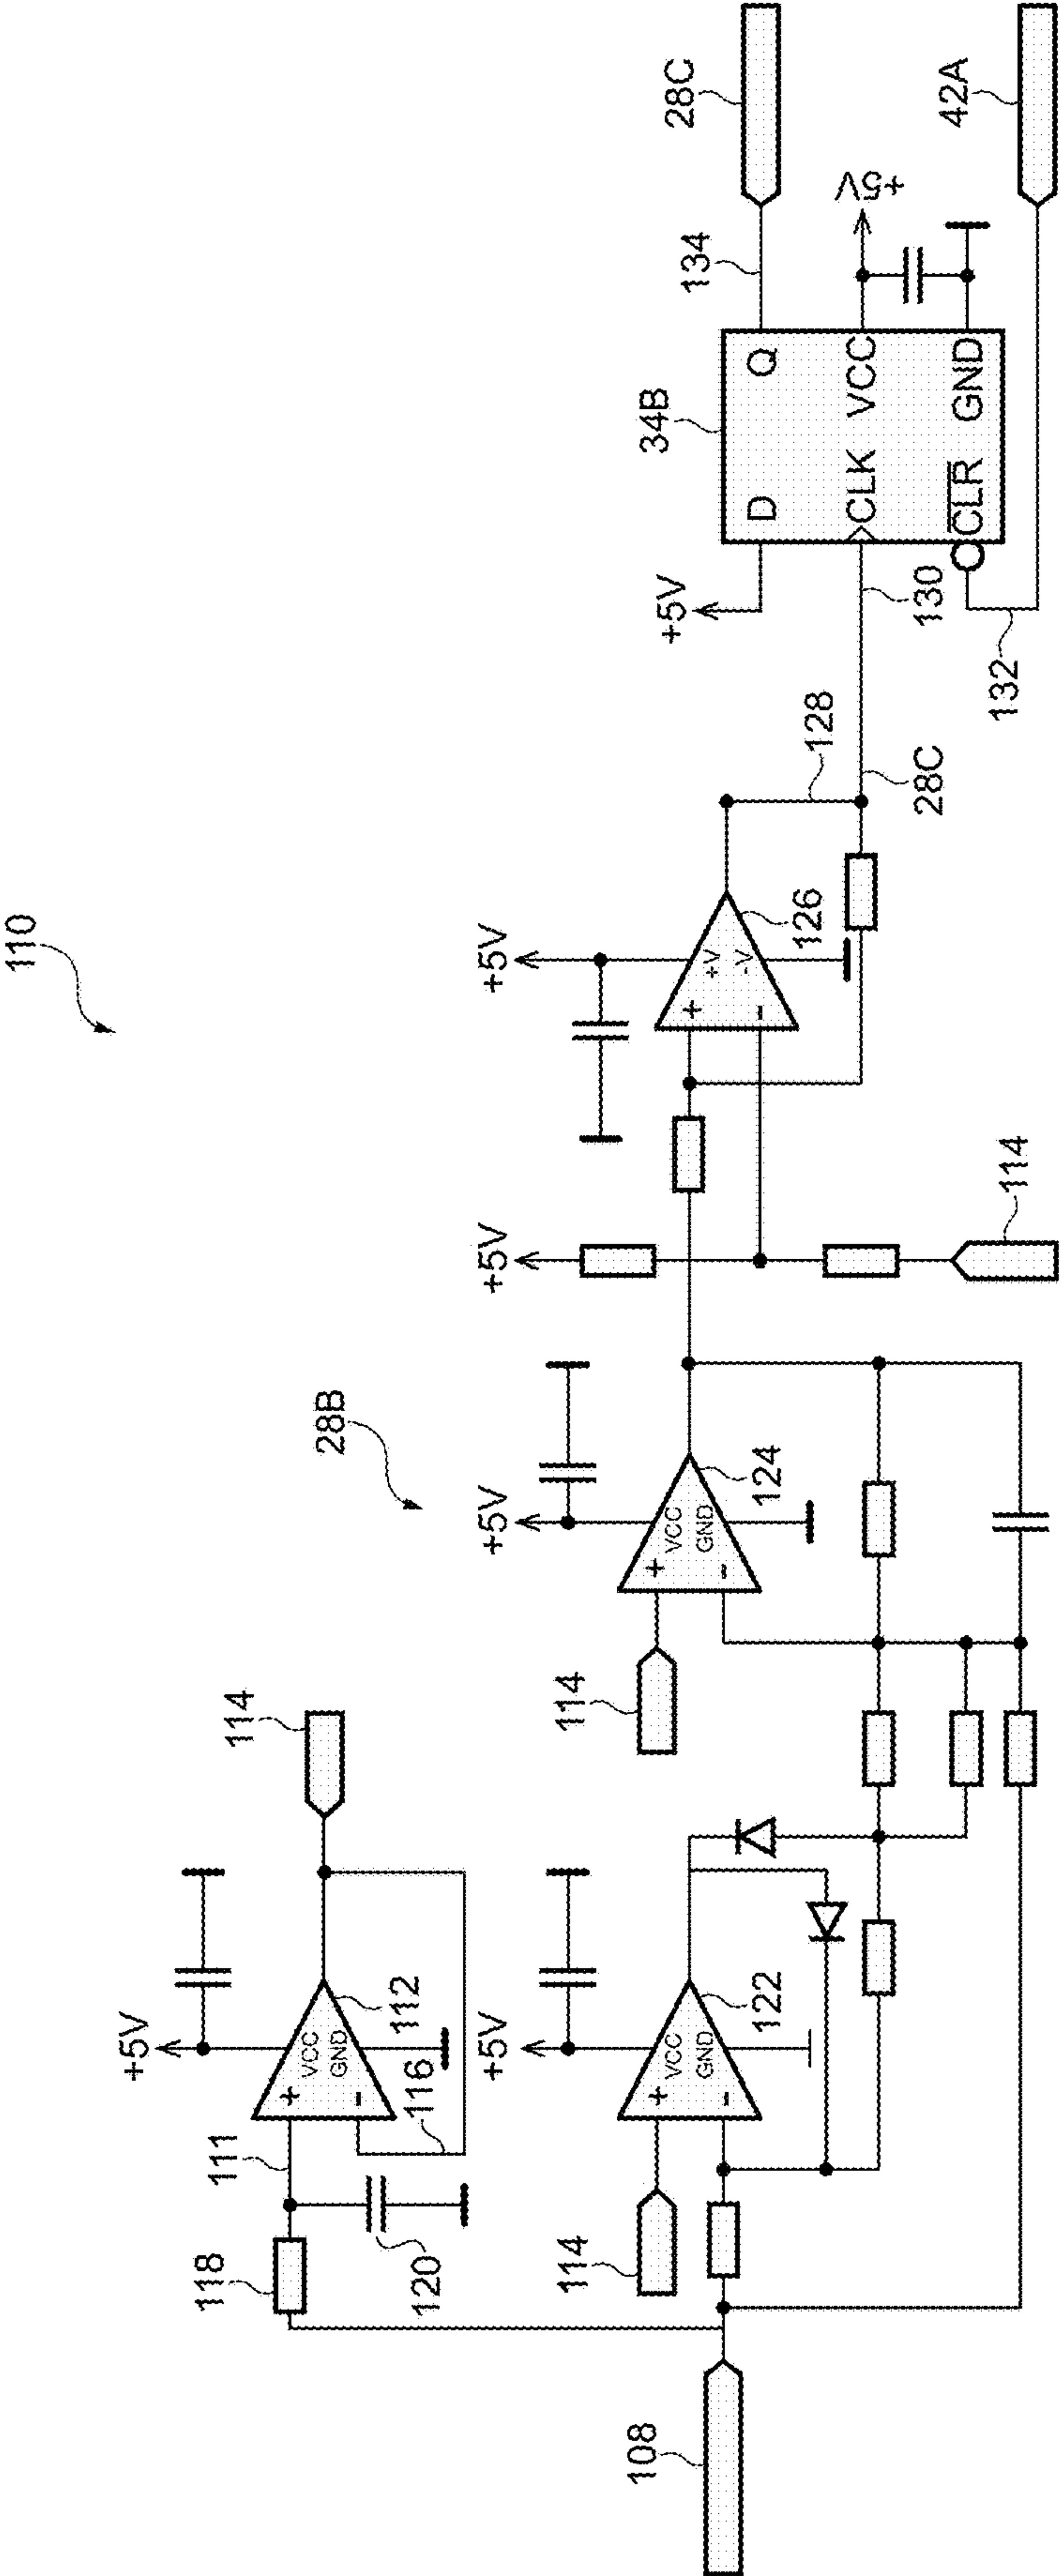 110
28C
42A
134
+5V
34B
D
Q
CLK
VCC
CLR
GND
+5V
130
132
128
28C
+5V
126
+V
-V
+
-
+5V
114
28B
+5V
124
VCC
GND
+
-
114
114
+5V
112
VCC
GND
+
-
116
111
118
120
+5V
122
VCC
GND
+
-
114
108